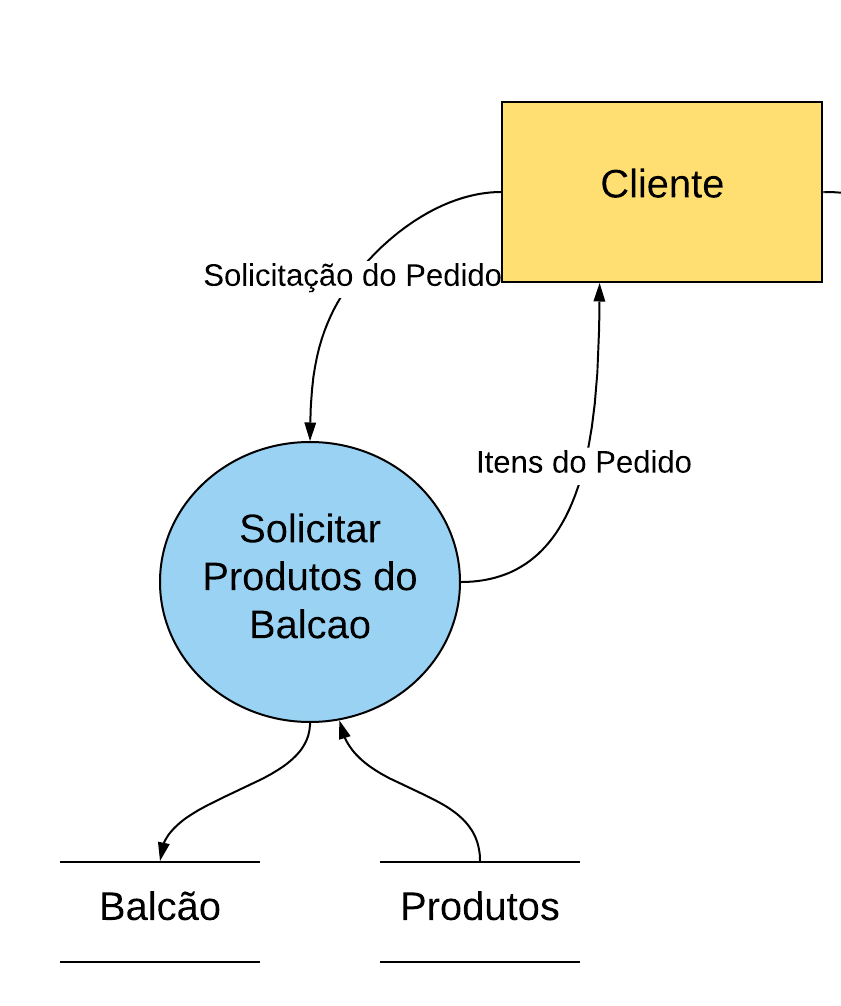 Cliente
Solicitação do Pedido
Itens do Pedido
Solicitar
Produtos do
Balcao
Balcão
Produtos